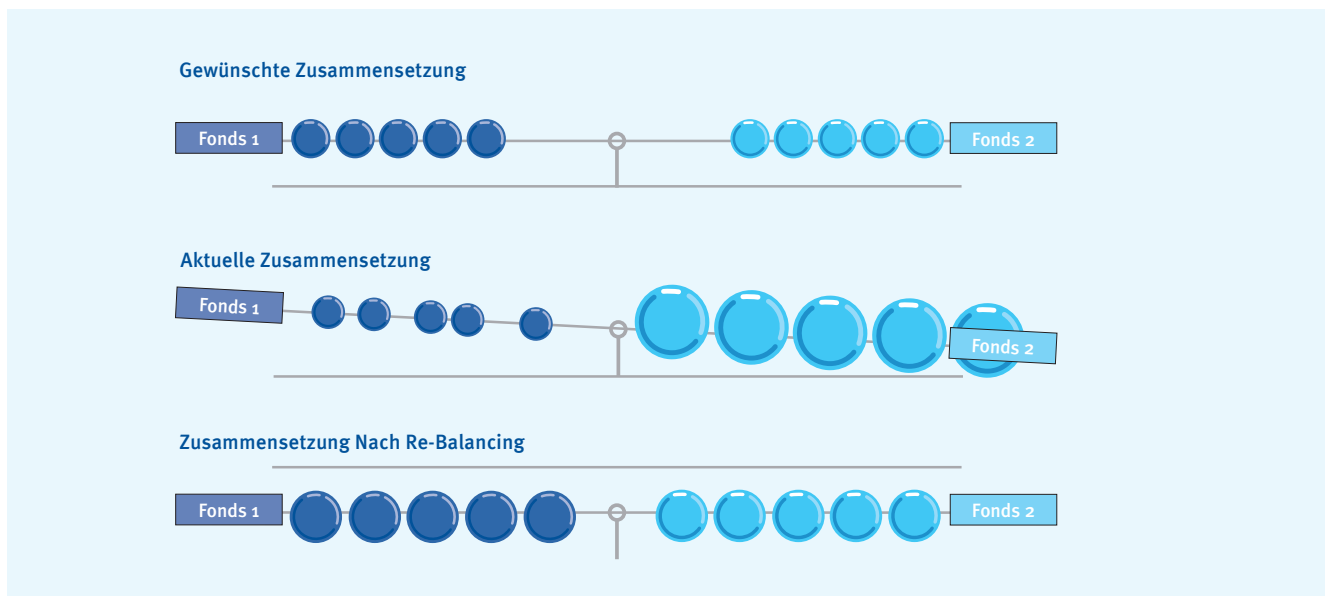 Gewünschte Zusammensetzung
Fonds 1
Fonds 2
Aktuelle Zusammensetzung
Fonds 1
Fonds 2
Zusammensetzung Nach Re-Balancing
Fonds 1
Fonds 2